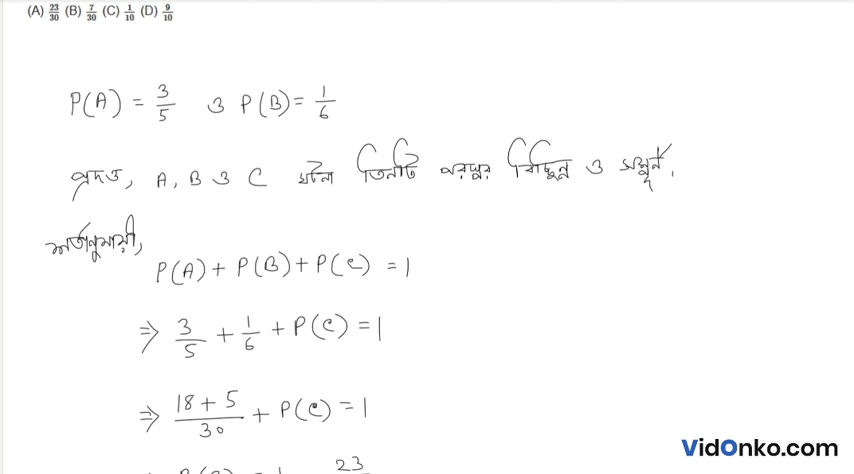 (A) 23/30 (B) 7/30 (C) 1/10 (D) 9/10
P(A) = 3/5 ও P(B) = 1/6
প্রদত্ত, A, B ও C ঘটনা তিনটি পরস্পর বিচ্ছিন্ন ও সম্পূর্ণ.
শর্তানুযায়ী,
P(A) + P(B) + P(C) = 1
⇒ 3/5 + 1/6 + P(C) = 1
⇒ (18 + 5)/30 + P(C) = 1
23
VidOnko.com